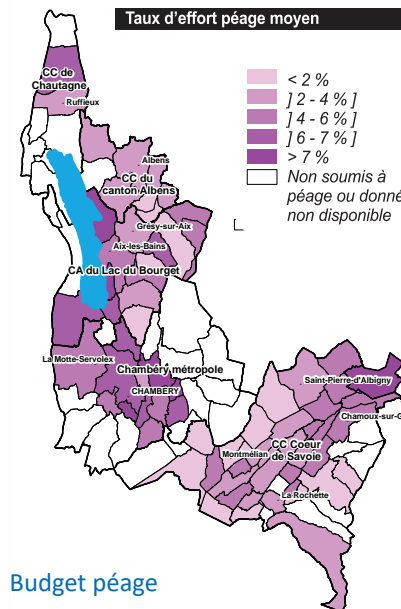 Taux d'effort péage moyen
< 2 %
] 2 - 4 % ]
] 4 - 6 % ]
] 6 - 7 % ]
> 7 %
Non soumis à
péage ou donné
non disponible
CC de
Chautagne
Ruffieux
Albens
CC du
canton Albens
Grésy-sur-Aix
Aix-les-Bains
CA du Lac du Bourget
La Motte-Servolex
Chambéry métropole
CHAMBERY
Saint-Pierre-d'Albigny
Chamoux-sur-G
CC Coeur
de Savoie
Montmélian
La Rochette
Budget péage